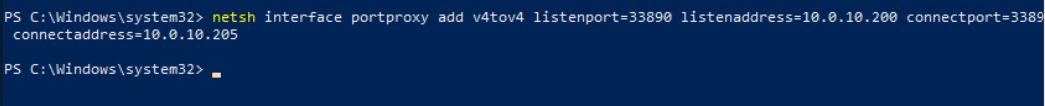 PS C:\Windows\system32> netsh interface portproxy add v4tov4 listenport=33890 listenaddress=10.0.10.200 connectport=3389
connectaddress=10.0.10.205
PS C:\Windows\system32>